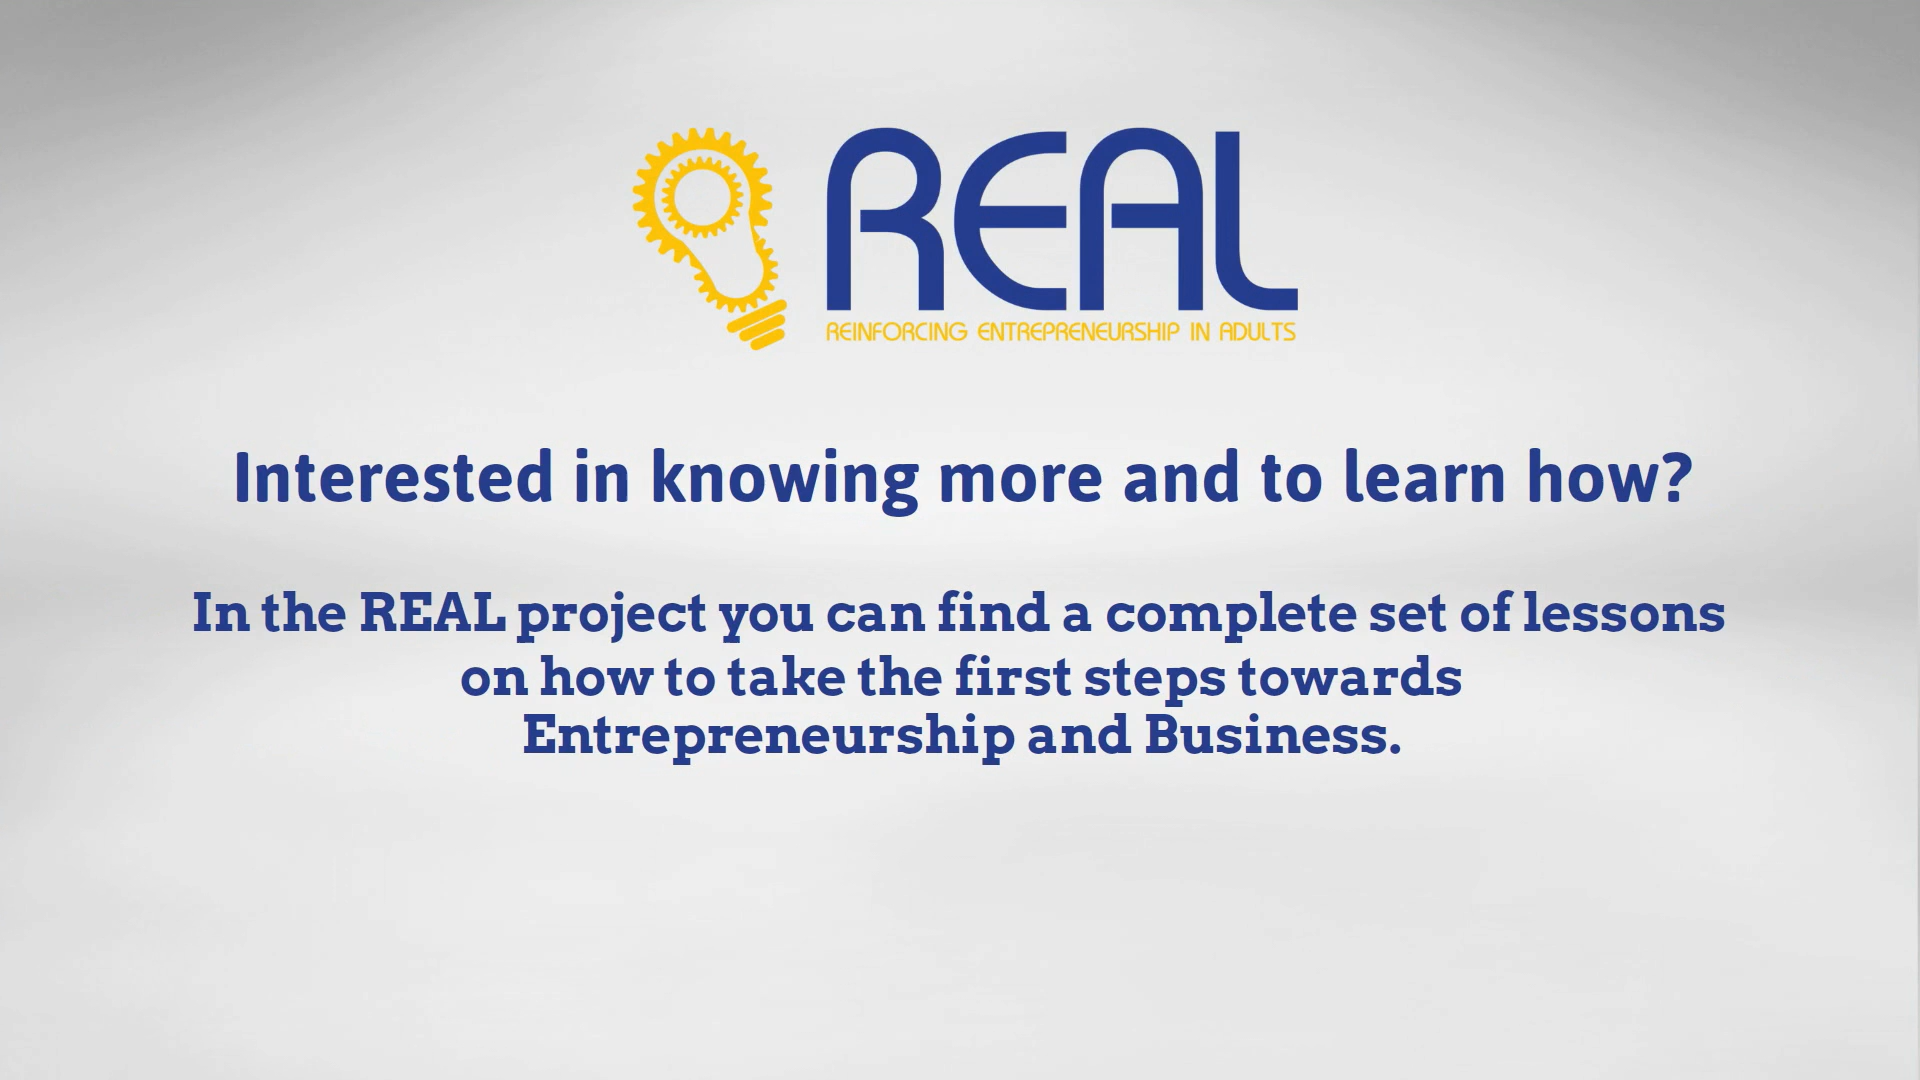 REAL
REINFORCING ENTREPRENEURSHIP IN ADULTS
Interested in knowing more and to learn how?
In the REAL project you can find a complete set of lessons
on how to take the first steps towards
Entrepreneurship and Business.